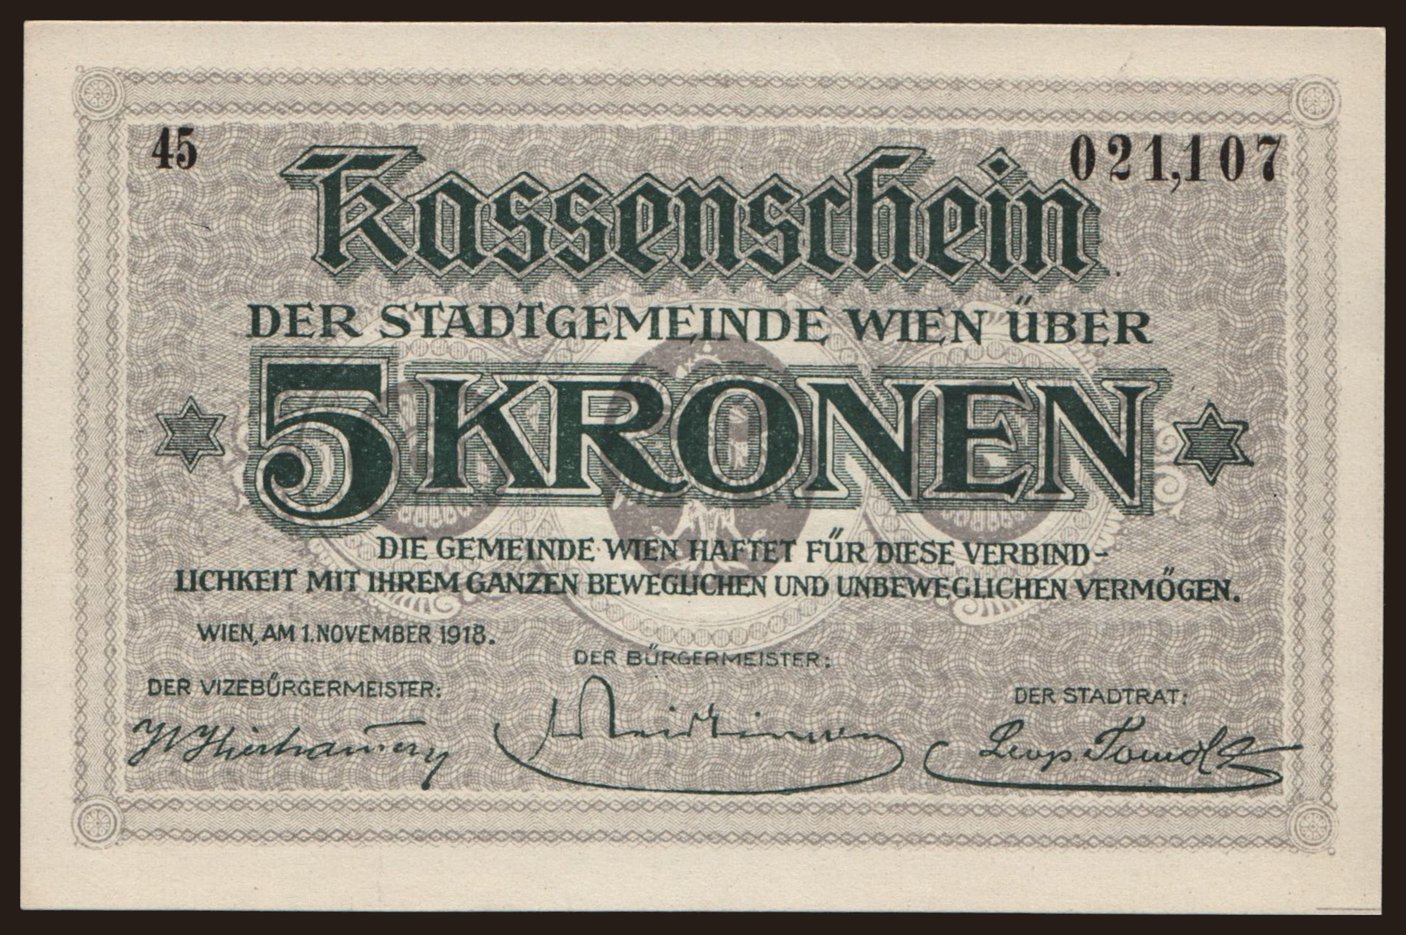 45
021,107
Kassenschein
DER STADTGEMEINDE WIEN ÜBER
5 KRONEN
DIE GEMEINDE WIEN HAFTET FÜR DIESE VERBIND-
LICHKEIT MIT IHREM GANZEN BEWEGLICHEN UND UNBEWEGLICHEN VERMÖGEN.
WIEN, AM 1. NOVEMBER 1918.
DER BÜRGERMEISTER:
DER VIZEBÜRGERMEISTER:
DER STADTRAT: